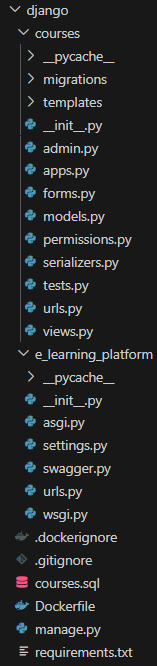 django
courses
__pycache__
migrations
templates
__init__.py
admin.py
apps.py
forms.py
models.py
permissions.py
serializers.py
tests.py
urls.py
views.py
e_learning_platform
__pycache__
__init__.py
asgi.py
settings.py
swagger.py
urls.py
wsgi.py
.dockerignore
.gitignore
courses.sql
Dockerfile
manage.py
requirements.txt